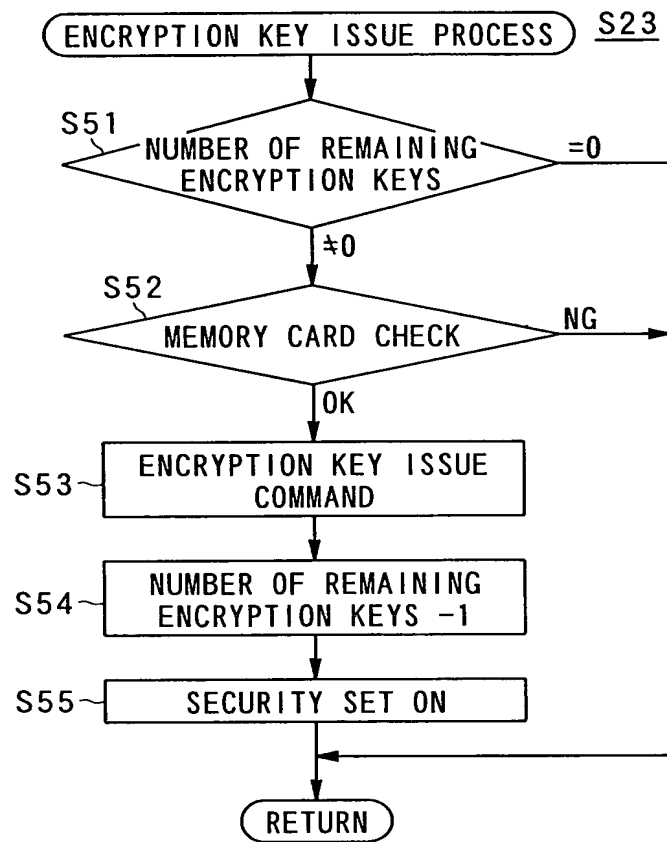 ENCRYPTION KEY ISSUE PROCESS
S23
S51
NUMBER OF REMAINING
ENCRYPTION KEYS
=0
≠0
S52
MEMORY CARD CHECK
NG
OK
S53
ENCRYPTION KEY ISSUE
COMMAND
S54
NUMBER OF REMAINING
ENCRYPTION KEYS -1
S55
SECURITY SET ON
RETURN